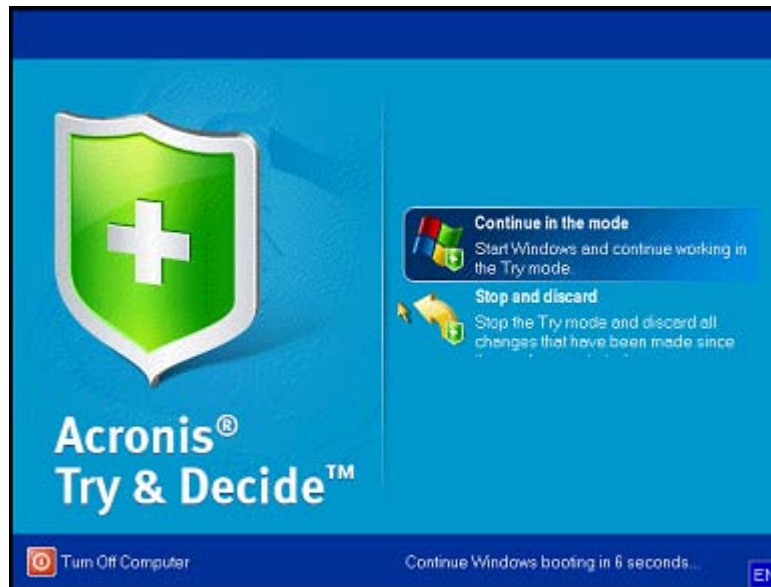 Continue in the mode
Start Windows and continue working in
the Try mode.
Stop and discard
Stop the Try mode and discard all
changes that have been made since
Acronis®
Try & Decide™
Turn Off Computer
Continue Windows booting in 6 seconds...
EN